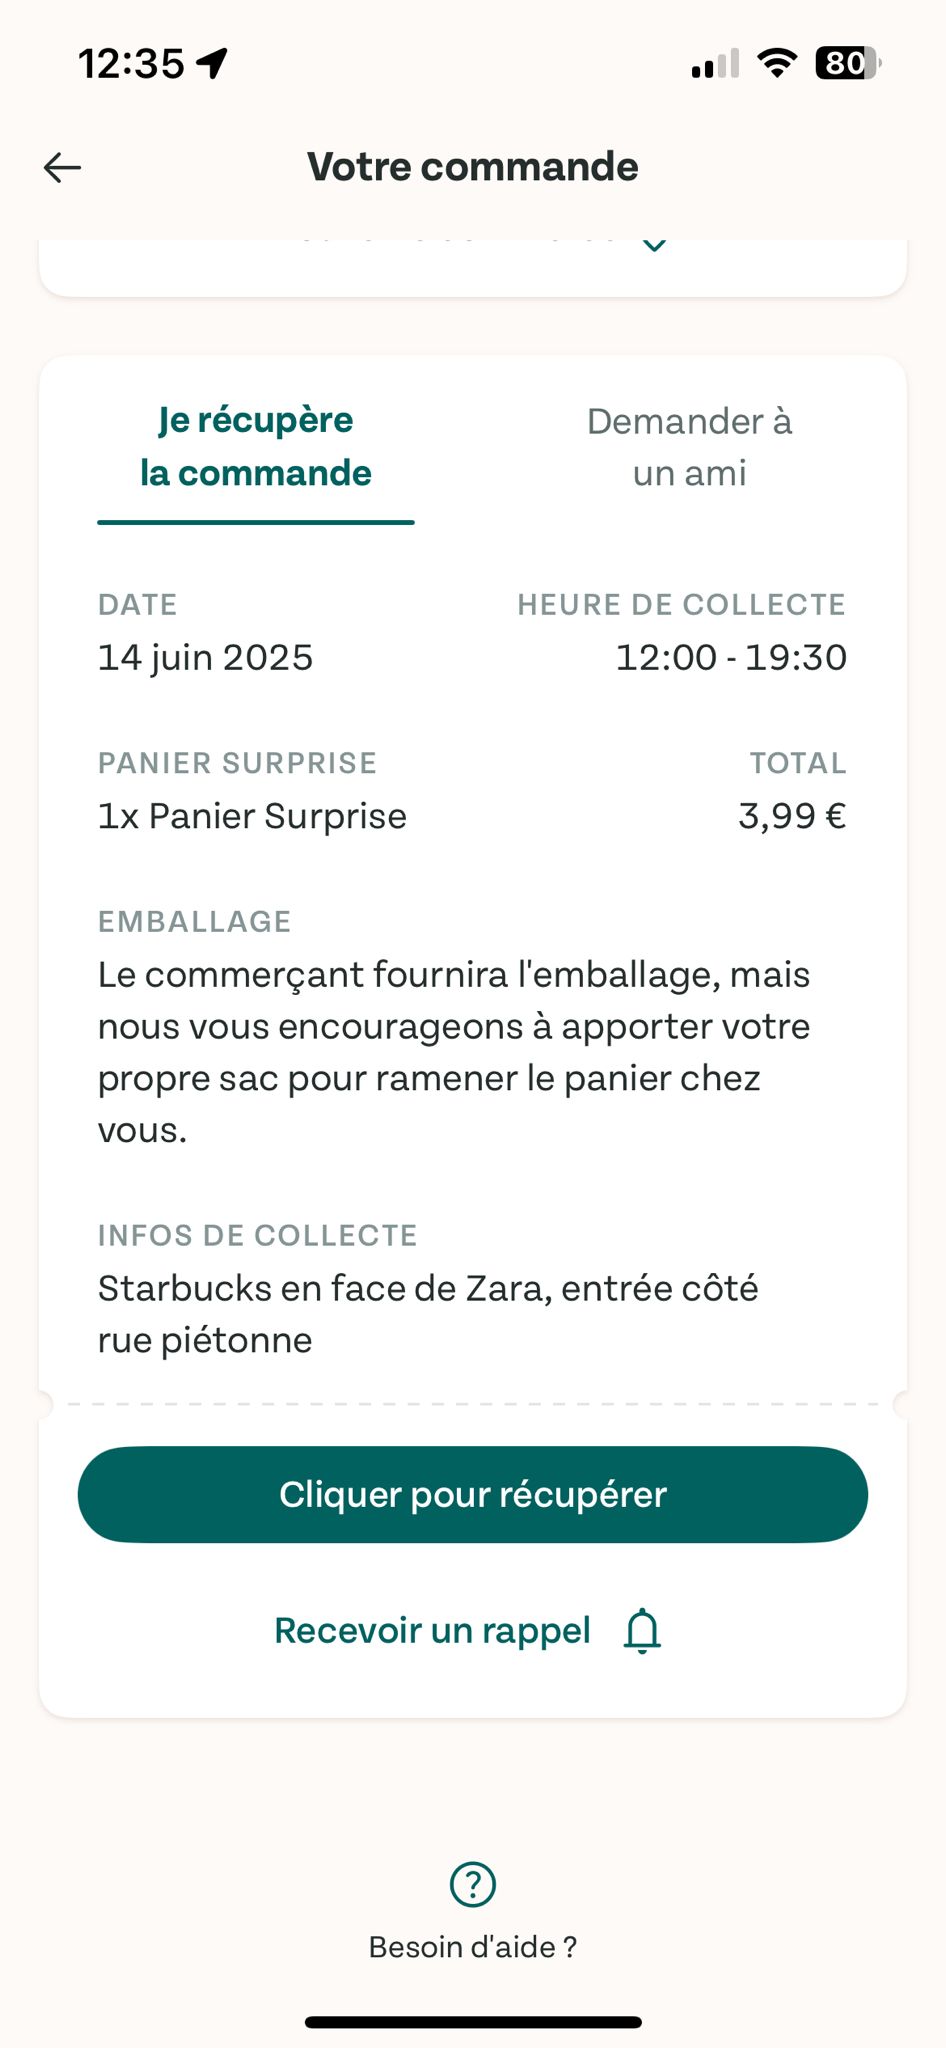 12:35
80
Votre commande
Je récupère
la commande
Demander à
un ami
DATE
HEURE DE COLLECTE
14 juin 2025
12:00 - 19:30
PANIER SURPRISE
TOTAL
1x Panier Surprise
3,99 €
EMBALLAGE
Le commerçant fournira l'emballage, mais
nous vous encourageons à apporter votre
propre sac pour ramener le panier chez
vous.
INFOS DE COLLECTE
Starbucks en face de Zara, entrée côté
rue piétonne
Cliquer pour récupérer
Recevoir un rappel
?
Besoin d'aide ?